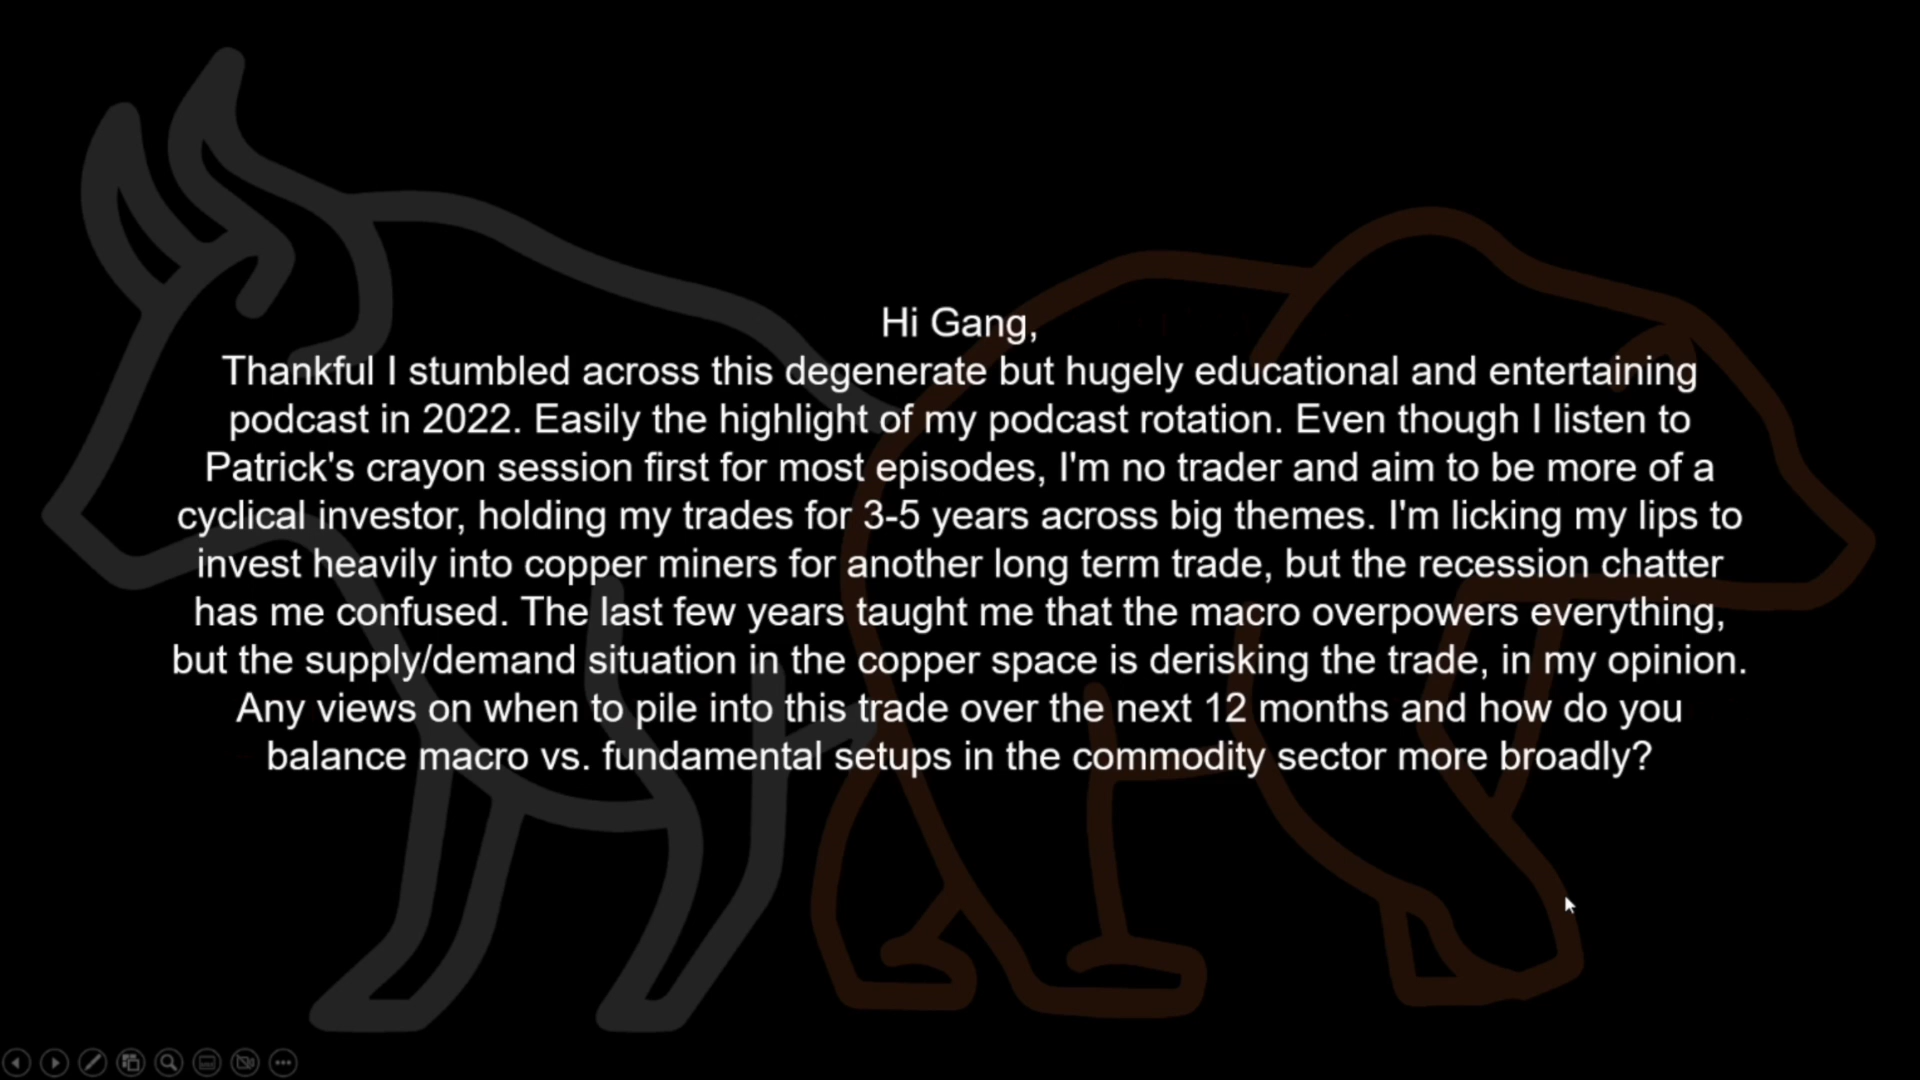 Hi Gang,
Thankful I stumbled across this degenerate but hugely educational and entertaining
podcast in 2022. Easily the highlight of my podcast rotation. Even though I listen to
Patrick's crayon session first for most episodes, I'm no trader and aim to be more of a
cyclical investor, holding my trades for 3-5 years across big themes. I'm licking my lips to
invest heavily into copper miners for another long term trade, but the recession chatter
has me confused. The last few years taught me that the macro overpowers everything,
but the supply/demand situation in the copper space is derisking the trade, in my opinion.
Any views on when to pile into this trade over the next 12 months and how do you
balance macro vs. fundamental setups in the commodity sector more broadly?